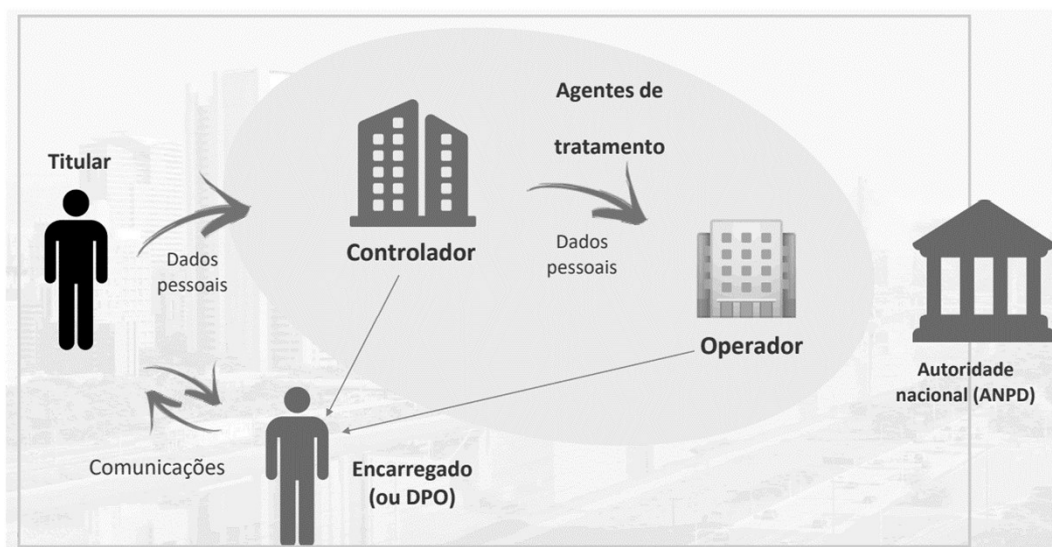 Titular
Dados
pessoais
Controlador
Agentes de
tratamento
Dados
pessoais
Operador
Autoridade
nacional (ANPD)
Comunicações
Encarregado
(ou DPO)